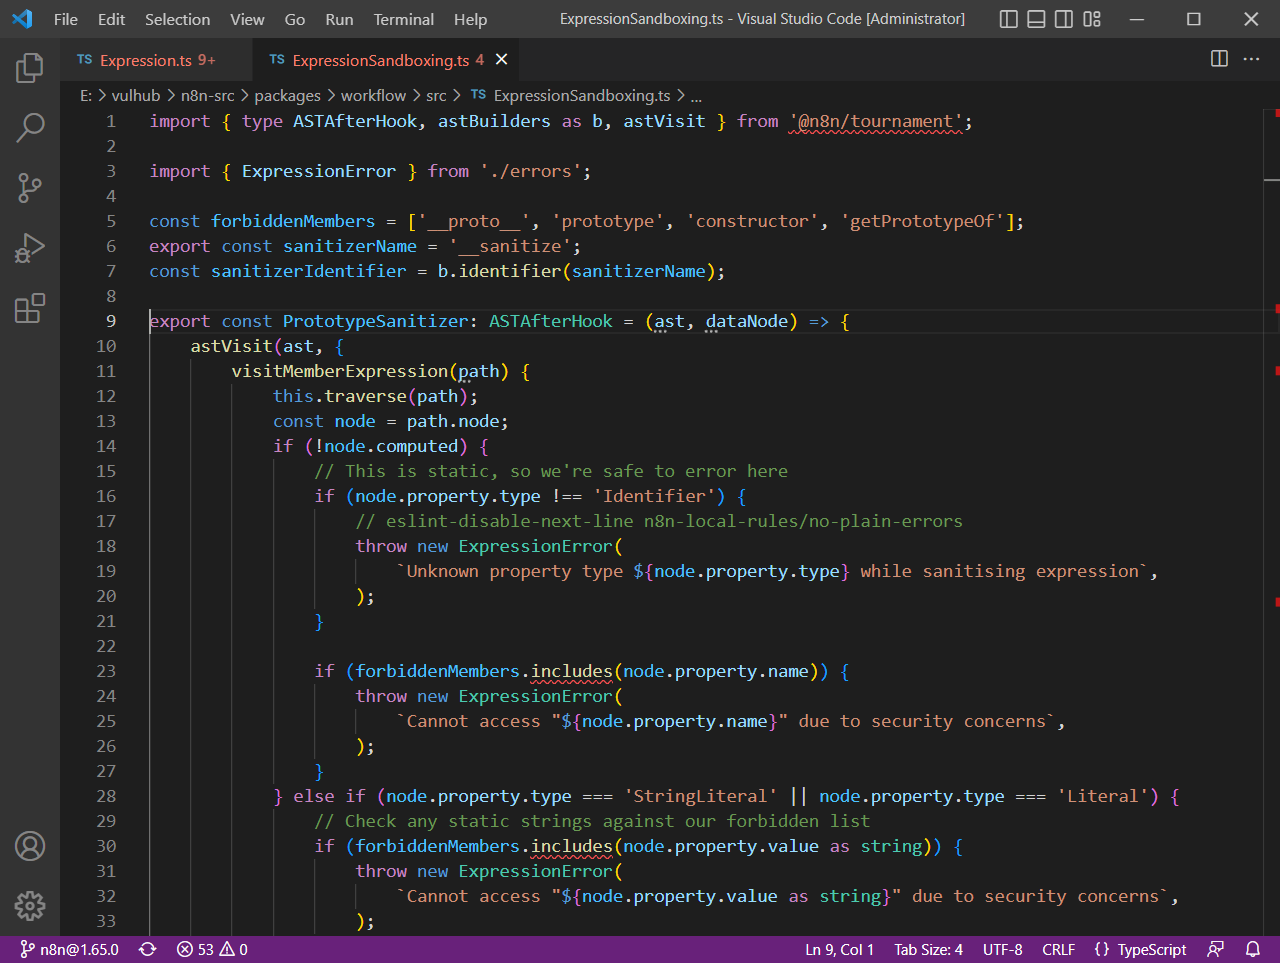 File Edit Selection View Go Run Terminal Help ExpressionSandboxing.ts - Visual Studio Code [Administrator]
TS Expression.ts 9+ TS ExpressionSandboxing.ts 4
E: > vulhub > n8n-src > packages > workflow > src > TS ExpressionSandboxing.ts > ...
1 import { type ASTAfterHook, astBuilders as b, astVisit } from '@n8n/tournament';
2
3 import { ExpressionError } from './errors';
4
5 const forbiddenMembers = ['__proto__', 'prototype', 'constructor', 'getPrototypeOf'];
6 export const sanitizerName = '__sanitize';
7 const sanitizerIdentifier = b.identifier(sanitizerName);
8
9 export const PrototypeSanitizer: ASTAfterHook = (ast, dataNode) => {
10 astVisit(ast, {
11 visitMemberExpression(path) {
12 this.traverse(path);
13 const node = path.node;
14 if (!node.computed) {
15 // This is static, so we're safe to error here
16 if (node.property.type !== 'Identifier') {
17 // eslint-disable-next-line n8n-local-rules/no-plain-errors
18 throw new ExpressionError(
19 `Unknown property type ${node.property.type} while sanitising expression`,
20 );
21 }
22
23 if (forbiddenMembers.includes(node.property.name)) {
24 throw new ExpressionError(
25 `Cannot access "${node.property.name}" due to security concerns`,
26 );
27 }
28 } else if (node.property.type === 'StringLiteral' || node.property.type === 'Literal') {
29 // Check any static strings against our forbidden list
30 if (forbiddenMembers.includes(node.property.value as string)) {
31 throw new ExpressionError(
32 `Cannot access "${node.property.value as string}" due to security concerns`,
33 );
n8n@1.65.0 53 0 Ln 9, Col 1 Tab Size: 4 UTF-8 CRLF {} TypeScript